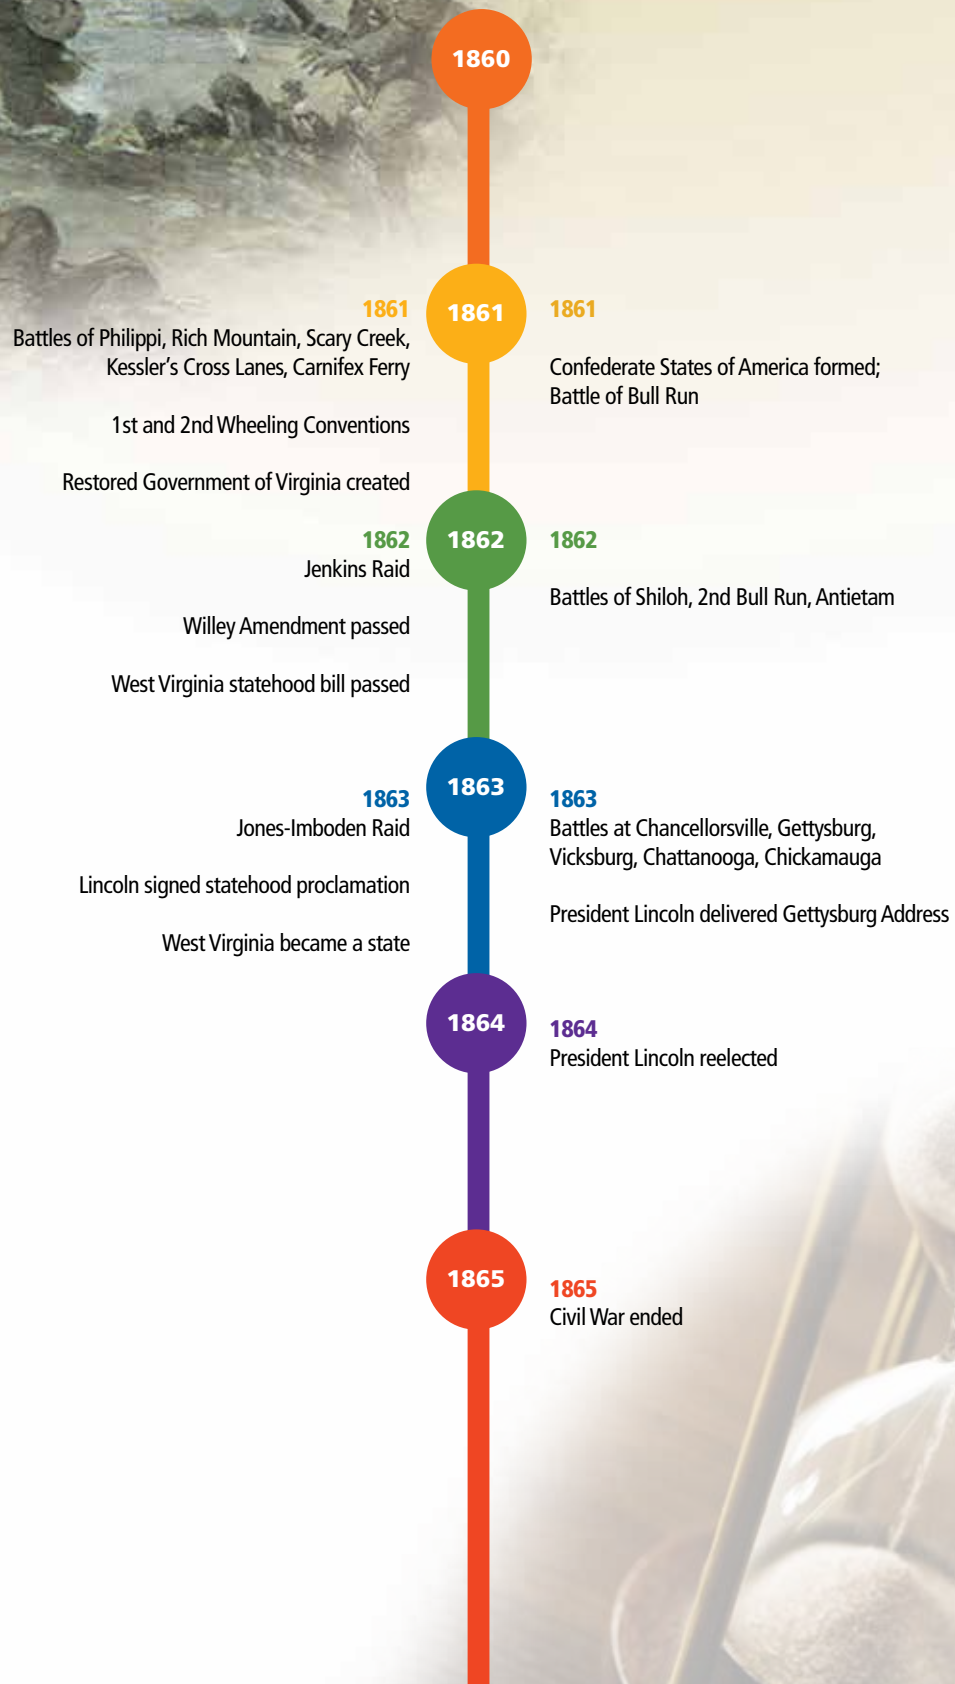 1860
1861
Battles of Philippi, Rich Mountain, Scary Creek,
Kessler's Cross Lanes, Carnifex Ferry
1st and 2nd Wheeling Conventions
Restored Government of Virginia created
1861
1861
Confederate States of America formed;
Battle of Bull Run
1862
Jenkins Raid
Willey Amendment passed
West Virginia statehood bill passed
1862
1862
Battles of Shiloh, 2nd Bull Run, Antietam
1863
Jones-Imboden Raid
Lincoln signed statehood proclamation
West Virginia became a state
1863
1863
Battles at Chancellorsville, Gettysburg,
Vicksburg, Chattanooga, Chickamauga
President Lincoln delivered Gettysburg Address
1864
1864
President Lincoln reelected
1865
1865
Civil War ended